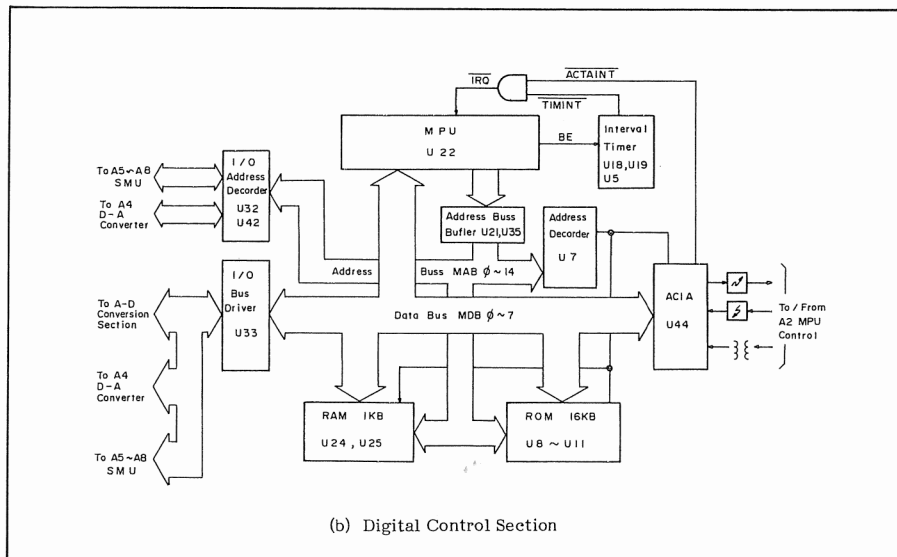 ACTAINT
IRQ
TIMINT
MPU
U 22
BE
Interval
Timer
U18,U19
U5
To A5~A8
SMU
To A4
D-A
Converter
I/O
Address
Decorder
U32
U42
Address Buss
Bufler U21,U35
Address
Decorder
U 7
Address Buss MAB Ø ~ 14
I/O
Bus
Driver
U33
To A-D
Conversion
Section
Data Bus MDB Ø ~ 7
ACIA
U44
To/From
A2 MPU
Control
To A4
D-A
Converter
RAM 1KB
U24 , U25
ROM 16KB
U8 ~ U11
To A5~A8
SMU
(b) Digital Control Section